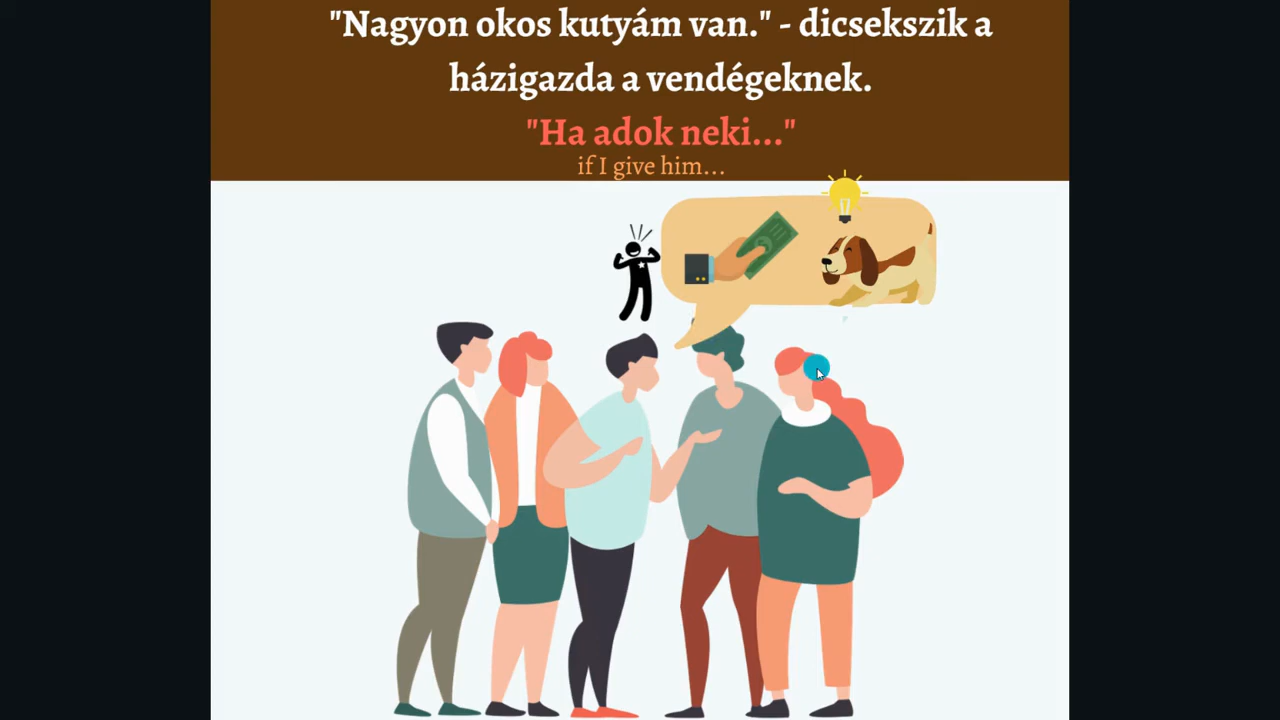 "Nagyon okos kutyám van." - dicsekszik a
házigazda a vendégeknek.
"Ha adok neki..."
if I give him...